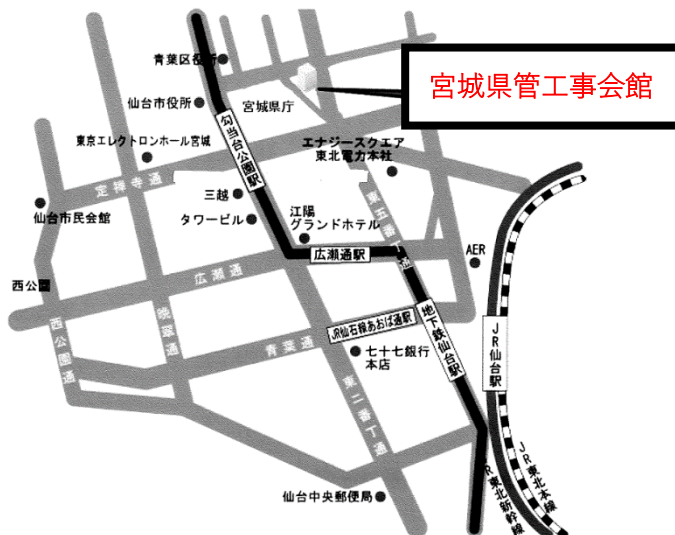 青葉区役所
宮城県管工事会館
仙台市役所
宮城県庁
勾当台公園駅
東京エレクトロンホール宮城
エナジースクエア
東北電力本社
定禅寺通
三越
東五番丁通
仙台市民会館
タワービル
江陽
グランドホテル
広瀬通駅
AER
広瀬通
西公園
西公園通
晩翠通
JR仙石線あおば通駅
地下鉄仙台駅
JR仙台駅
青葉通
七十七銀行
本店
東二番丁通
仙台中央郵便局
JR東北新幹線
JR東北本線